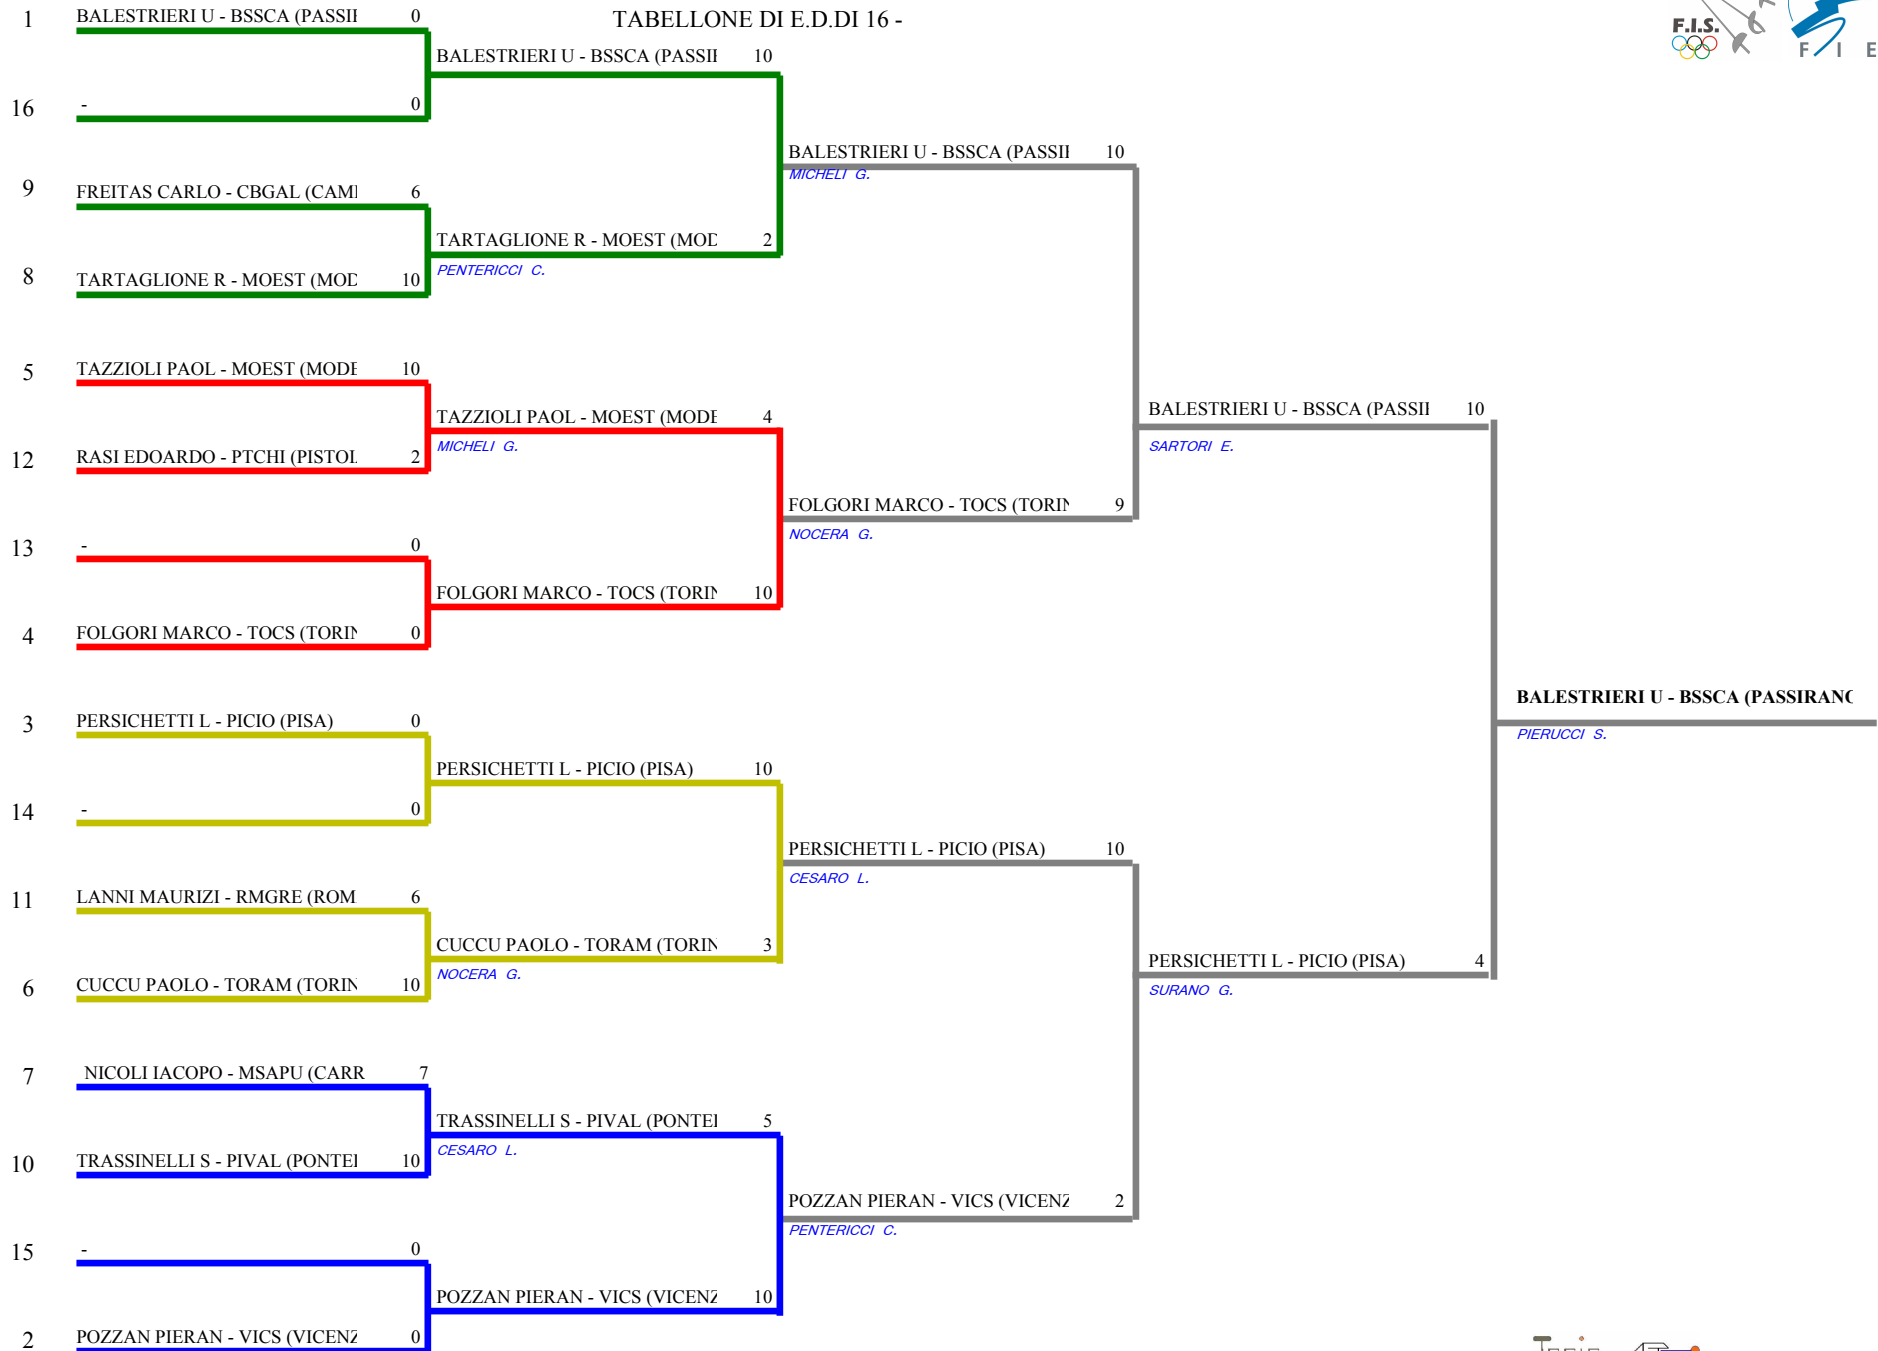 TABELLONE DI E.D.DI 16 -
F.I.S.
F I E
1 BALESTRIERI U - BSSCA (PASSII 0
BALESTRIERI U - BSSCA (PASSII 10
16 - 0
BALESTRIERI U - BSSCA (PASSII 10
MICHELI G.
9 FREITAS CARLO - CBGAL (CAMI 6
TARTAGLIONE R - MOEST (MOD 2
PENTERICCI C.
8 TARTAGLIONE R - MOEST (MOD 10
5 TAZZIOLI PAOL - MOEST (MODE 10
BALESTRIERI U - BSSCA (PASSII 10
SARTORI E.
TAZZIOLI PAOL - MOEST (MODE 4
MICHELI G.
12 RASI EDOARDO - PTCHI (PISTOL 2
FOLGORI MARCO - TOCS (TORIN 9
NOCERA G.
13 - 0
FOLGORI MARCO - TOCS (TORIN 10
4 FOLGORI MARCO - TOCS (TORIN 0
BALESTRIERI U - BSSCA (PASSIRANO
PIERUCCI S.
3 PERSICHETTI L - PICIO (PISA) 0
PERSICHETTI L - PICIO (PISA) 10
14 - 0
PERSICHETTI L - PICIO (PISA) 10
CESARO L.
11 LANNI MAURIZI - RMGRE (ROM 6
CUCCU PAOLO - TORAM (TORIN 3
NOCERA G.
PERSICHETTI L - PICIO (PISA) 4
SURANO G.
6 CUCCU PAOLO - TORAM (TORIN 10
7 NICOLI IACOPO - MSAPU (CARR 7
TRASSINELLI S - PIVAL (PONTEI 5
CESARO L.
10 TRASSINELLI S - PIVAL (PONTEI 10
POZZAN PIERAN - VICS (VICENZ 2
PENTERICCI C.
15 - 0
POZZAN PIERAN - VICS (VICENZ 10
2 POZZAN PIERAN - VICS (VICENZ 0